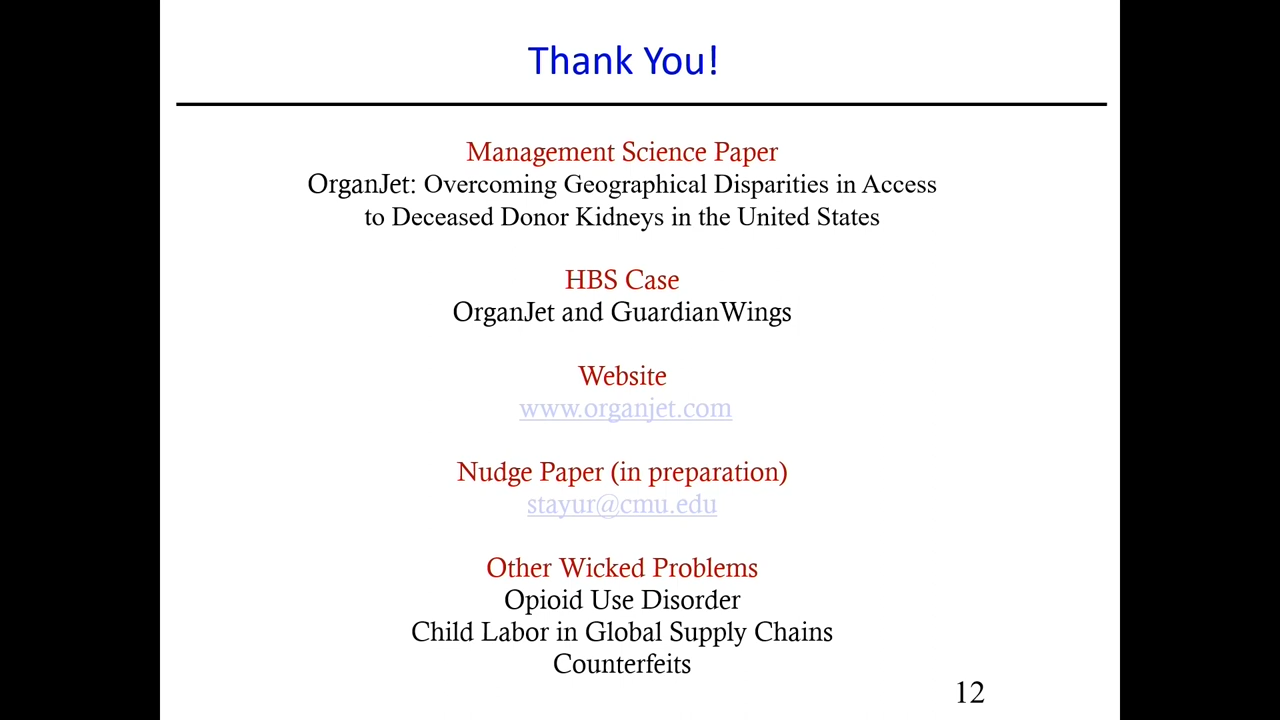 Thank You!
Management Science Paper
OrganJet: Overcoming Geographical Disparities in Access
to Deceased Donor Kidneys in the United States
HBS Case
OrganJet and GuardianWings
Website
www.organjet.com
Nudge Paper (in preparation)
stayur@cmu.edu
Other Wicked Problems
Opioid Use Disorder
Child Labor in Global Supply Chains
Counterfeits
12